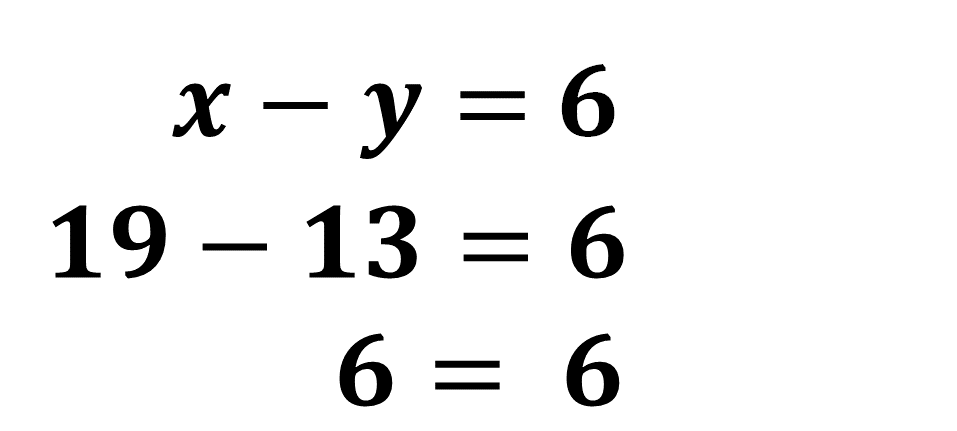 x − y = 6
19 − 13 = 6
6 = 6